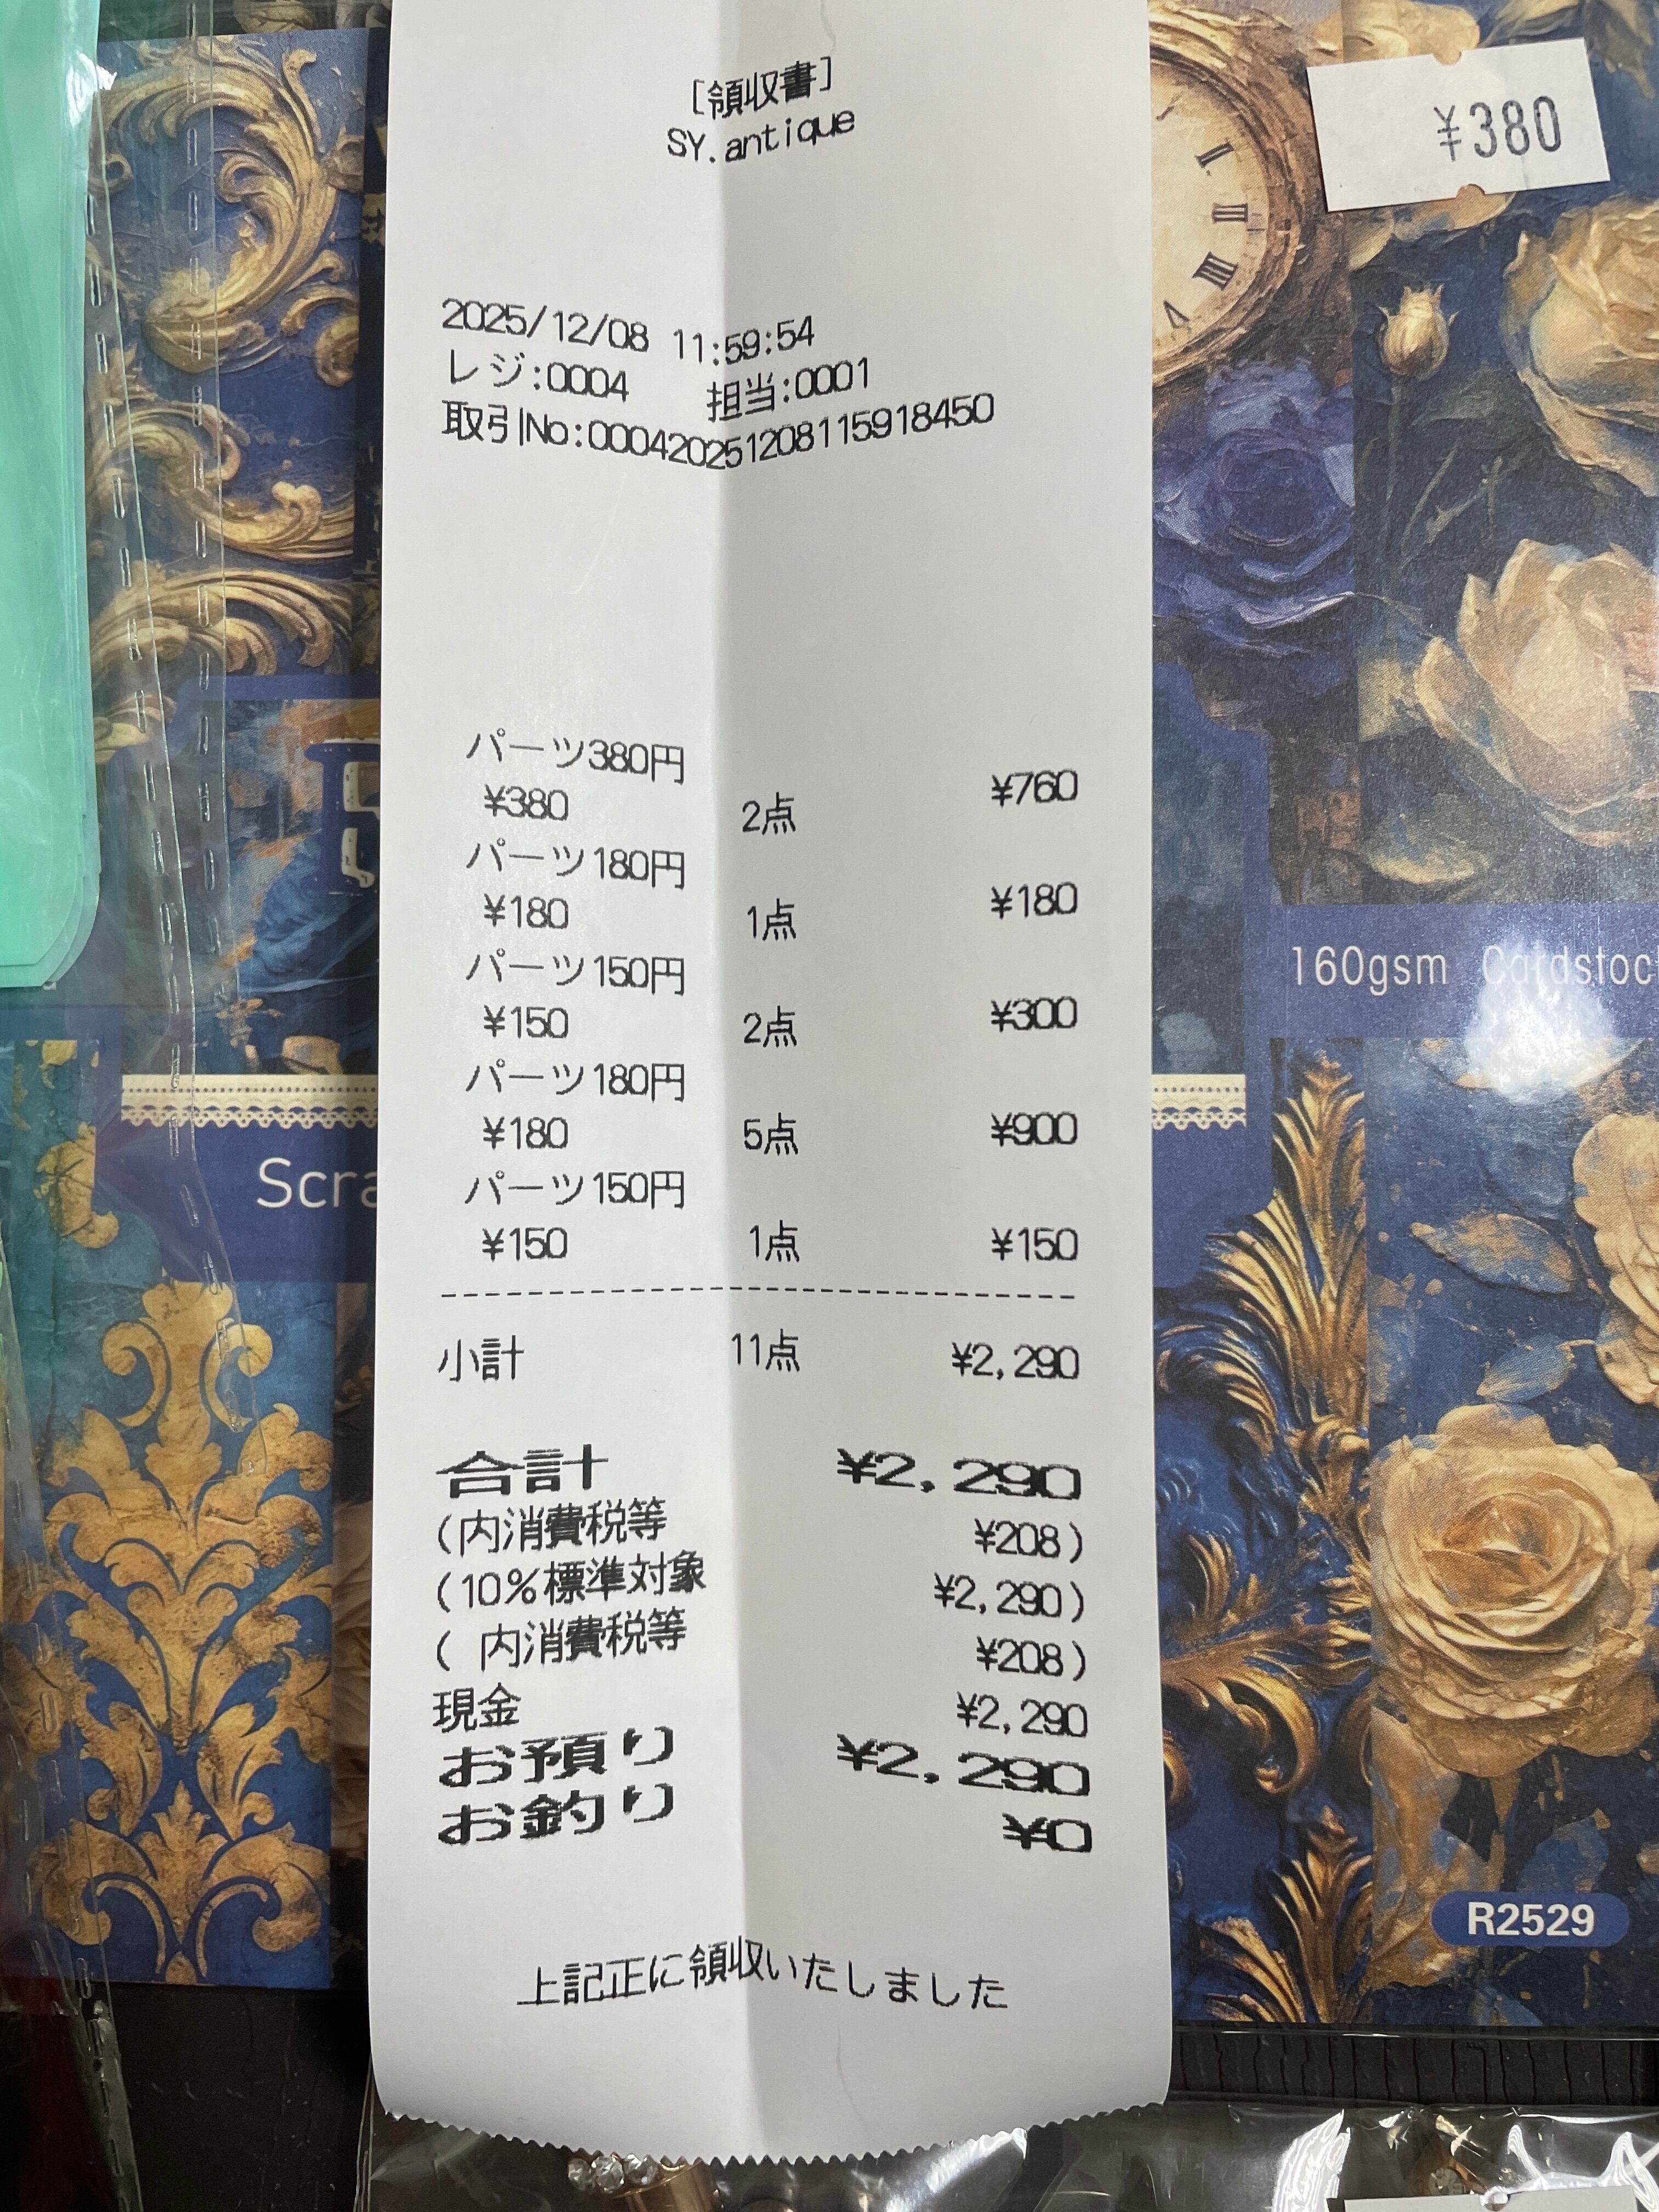 [領収書]
SY.antique
¥380
2025/12/08 11:59:54
レジ:0004 担当:0001
取引No:000420251208115918450
パーツ380円
¥380 2点 ¥760
パーツ180円
¥180 1点 ¥180
パーツ150円
¥150 2点 ¥300
パーツ180円
¥180 5点 ¥900
パーツ150円
¥150 1点 ¥150
小計 11点 ¥2,290
合計 ¥2,290
(内消費税等 ¥208)
(10%標準対象 ¥2,290)
( 内消費税等 ¥208)
現金 ¥2,290
お預り ¥2,290
お釣り ¥0
上記正に領収いたしました
160gsm Cardstoc
Scra
R2529